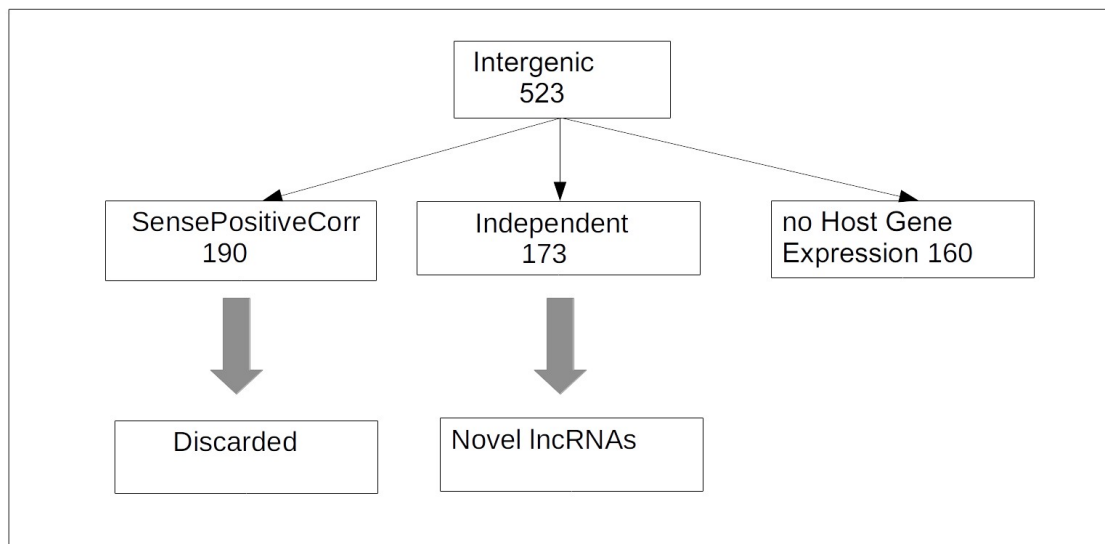 Intergenic
523
SensePositiveCorr
190
Independent
173
no Host Gene
Expression 160
Discarded
Novel lncRNAs